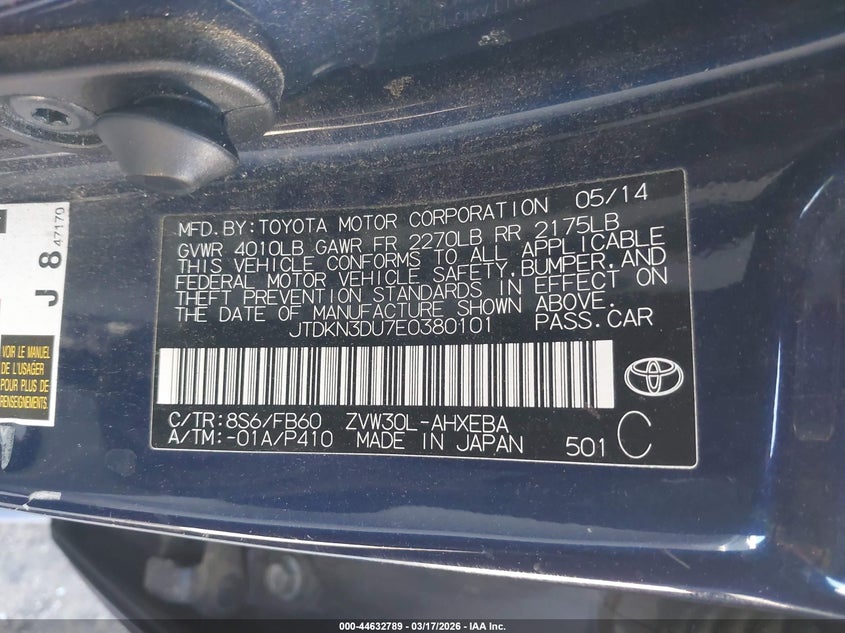 MFD. BY: TOYOTA MOTOR CORPORATION 05/14
GVWR 4010LB GAWR FR 2270LB RR 2175LB
THIS VEHICLE CONFORMS TO ALL APPLICABLE
FEDERAL MOTOR VEHICLE SAFETY, BUMPER, AND
THEFT PREVENTION STANDARDS IN EFFECT ON
THE DATE OF MANUFACTURE SHOWN ABOVE.
JTDKN3DU7E0380101 PASS. CAR
C/TR: 8S6/FB60 ZVW30L-AHXEBA
A/TM: -01A/P410 MADE IN JAPAN 501 C
J 8 47170
VOIR LE MANUEL
DE L'USAGER
POUR PLUS DE
RENSEIGNEMENTS.
000-44632789 - 03/17/2026 - IAA Inc.